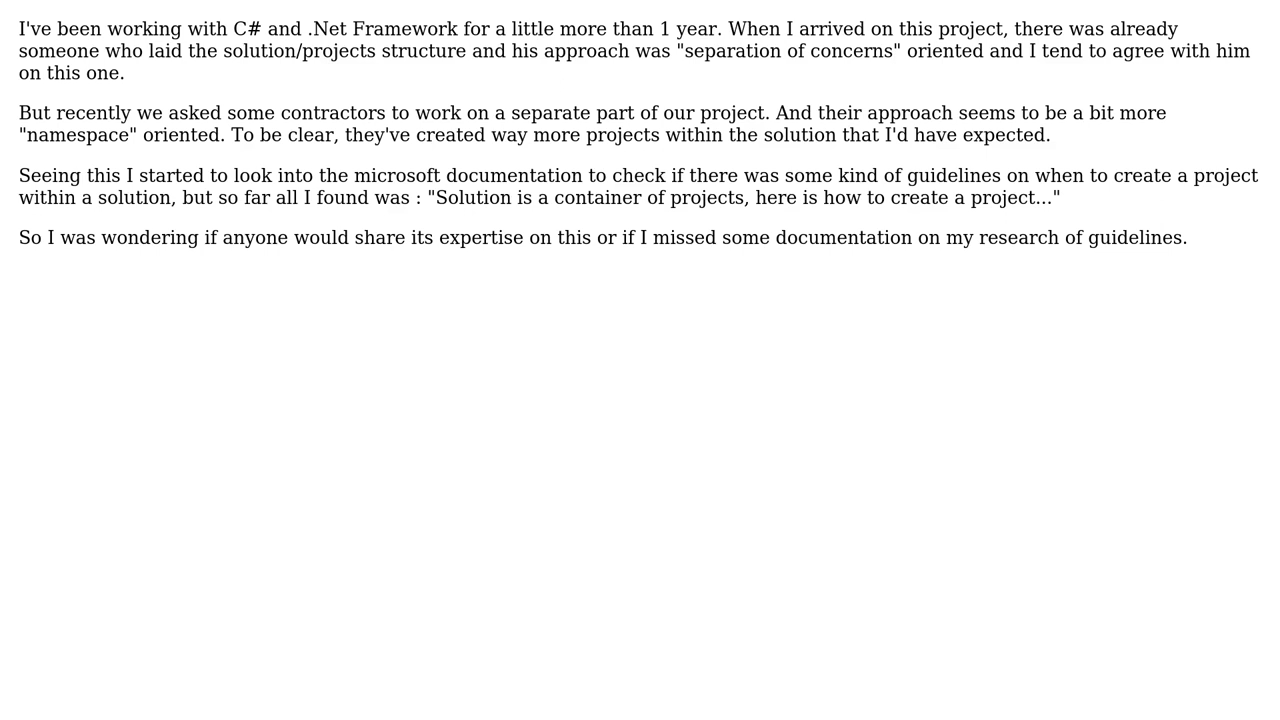 I've been working with C# and .Net Framework for a little more than 1 year. When I arrived on this project, there was already
someone who laid the solution/projects structure and his approach was "separation of concerns" oriented and I tend to agree with him
on this one.
But recently we asked some contractors to work on a separate part of our project. And their approach seems to be a bit more
"namespace" oriented. To be clear, they've created way more projects within the solution that I'd have expected.
Seeing this I started to look into the microsoft documentation to check if there was some kind of guidelines on when to create a project
within a solution, but so far all I found was : "Solution is a container of projects, here is how to create a project..."
So I was wondering if anyone would share its expertise on this or if I missed some documentation on my research of guidelines.